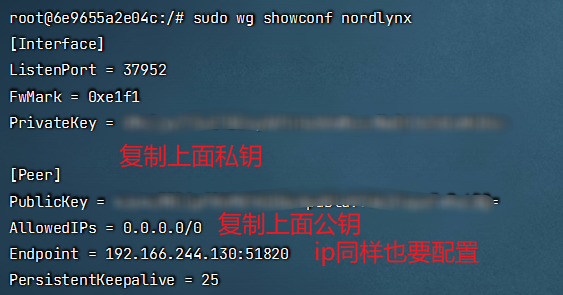 root@6e9655a2e04c:/# sudo wg showconf nordlynx
[Interface]
ListenPort = 37952
FwMark = 0xe1f1
PrivateKey =
复制上面私钥
[Peer]
PublicKey =
AllowedIPs = 0.0.0.0/0 复制上面公钥
Endpoint = 192.166.244.130:51820 ip同样也要配置
PersistentKeepalive = 25